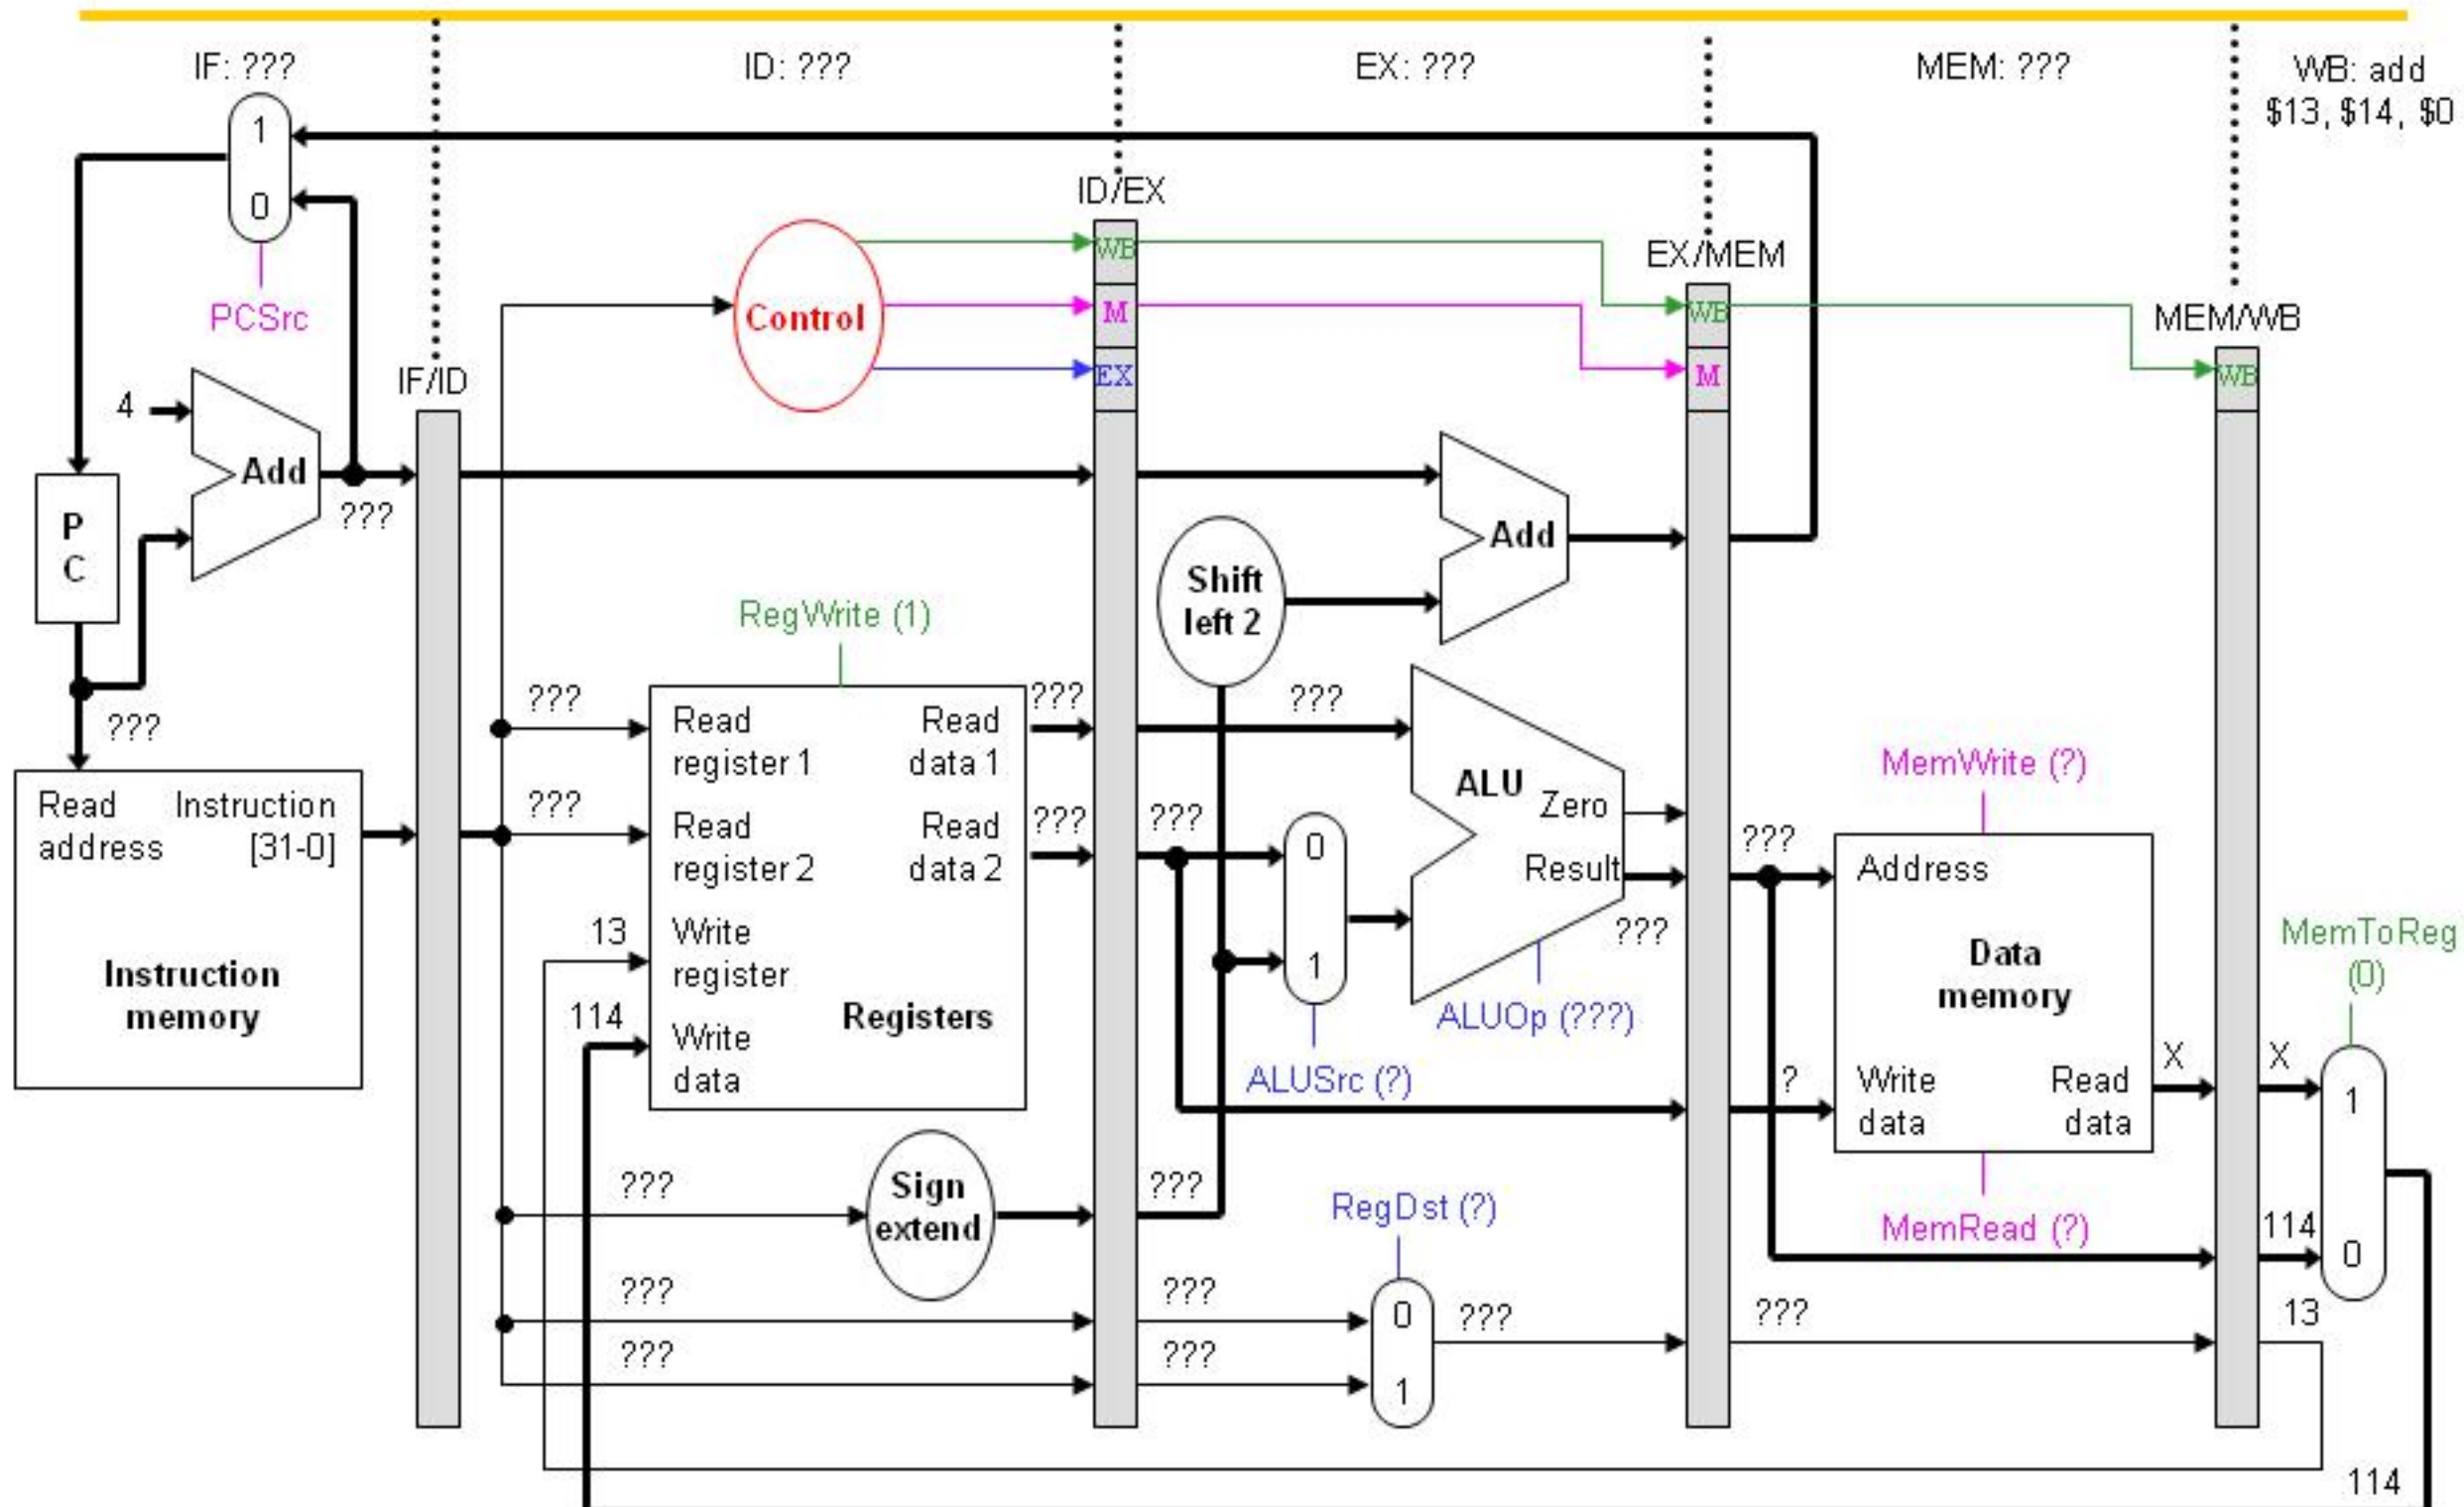 IF: ???
ID: ???
EX: ???
MEM: ???
WB: add
$13, $14, $0
1
0
PCSrc
4
Add
???
P
C
???
Read
address
Instruction
[31-0]
Instruction
memory
IF/ID
Control
ID/EX
WB
M
EX
EX/MEM
WB
M
MEM/WB
WB
RegWrite (1)
???
???
13
114
Read
register 1
Read
data 1
Read
register 2
Read
data 2
Write
register
Write
data
Registers
???
???
Sign
extend
???
???
???
Shift
left 2
Add
???
???
0
1
ALUSrc (?)
ALU
Zero
Result
???
ALUOp (???)
???
???
???
RegDst (?)
0
1
???
MemWrite (?)
???
?
Address
Data
memory
Write
data
Read
data
MemRead (?)
???
X
X
114
13
MemToReg
(0)
1
0
114